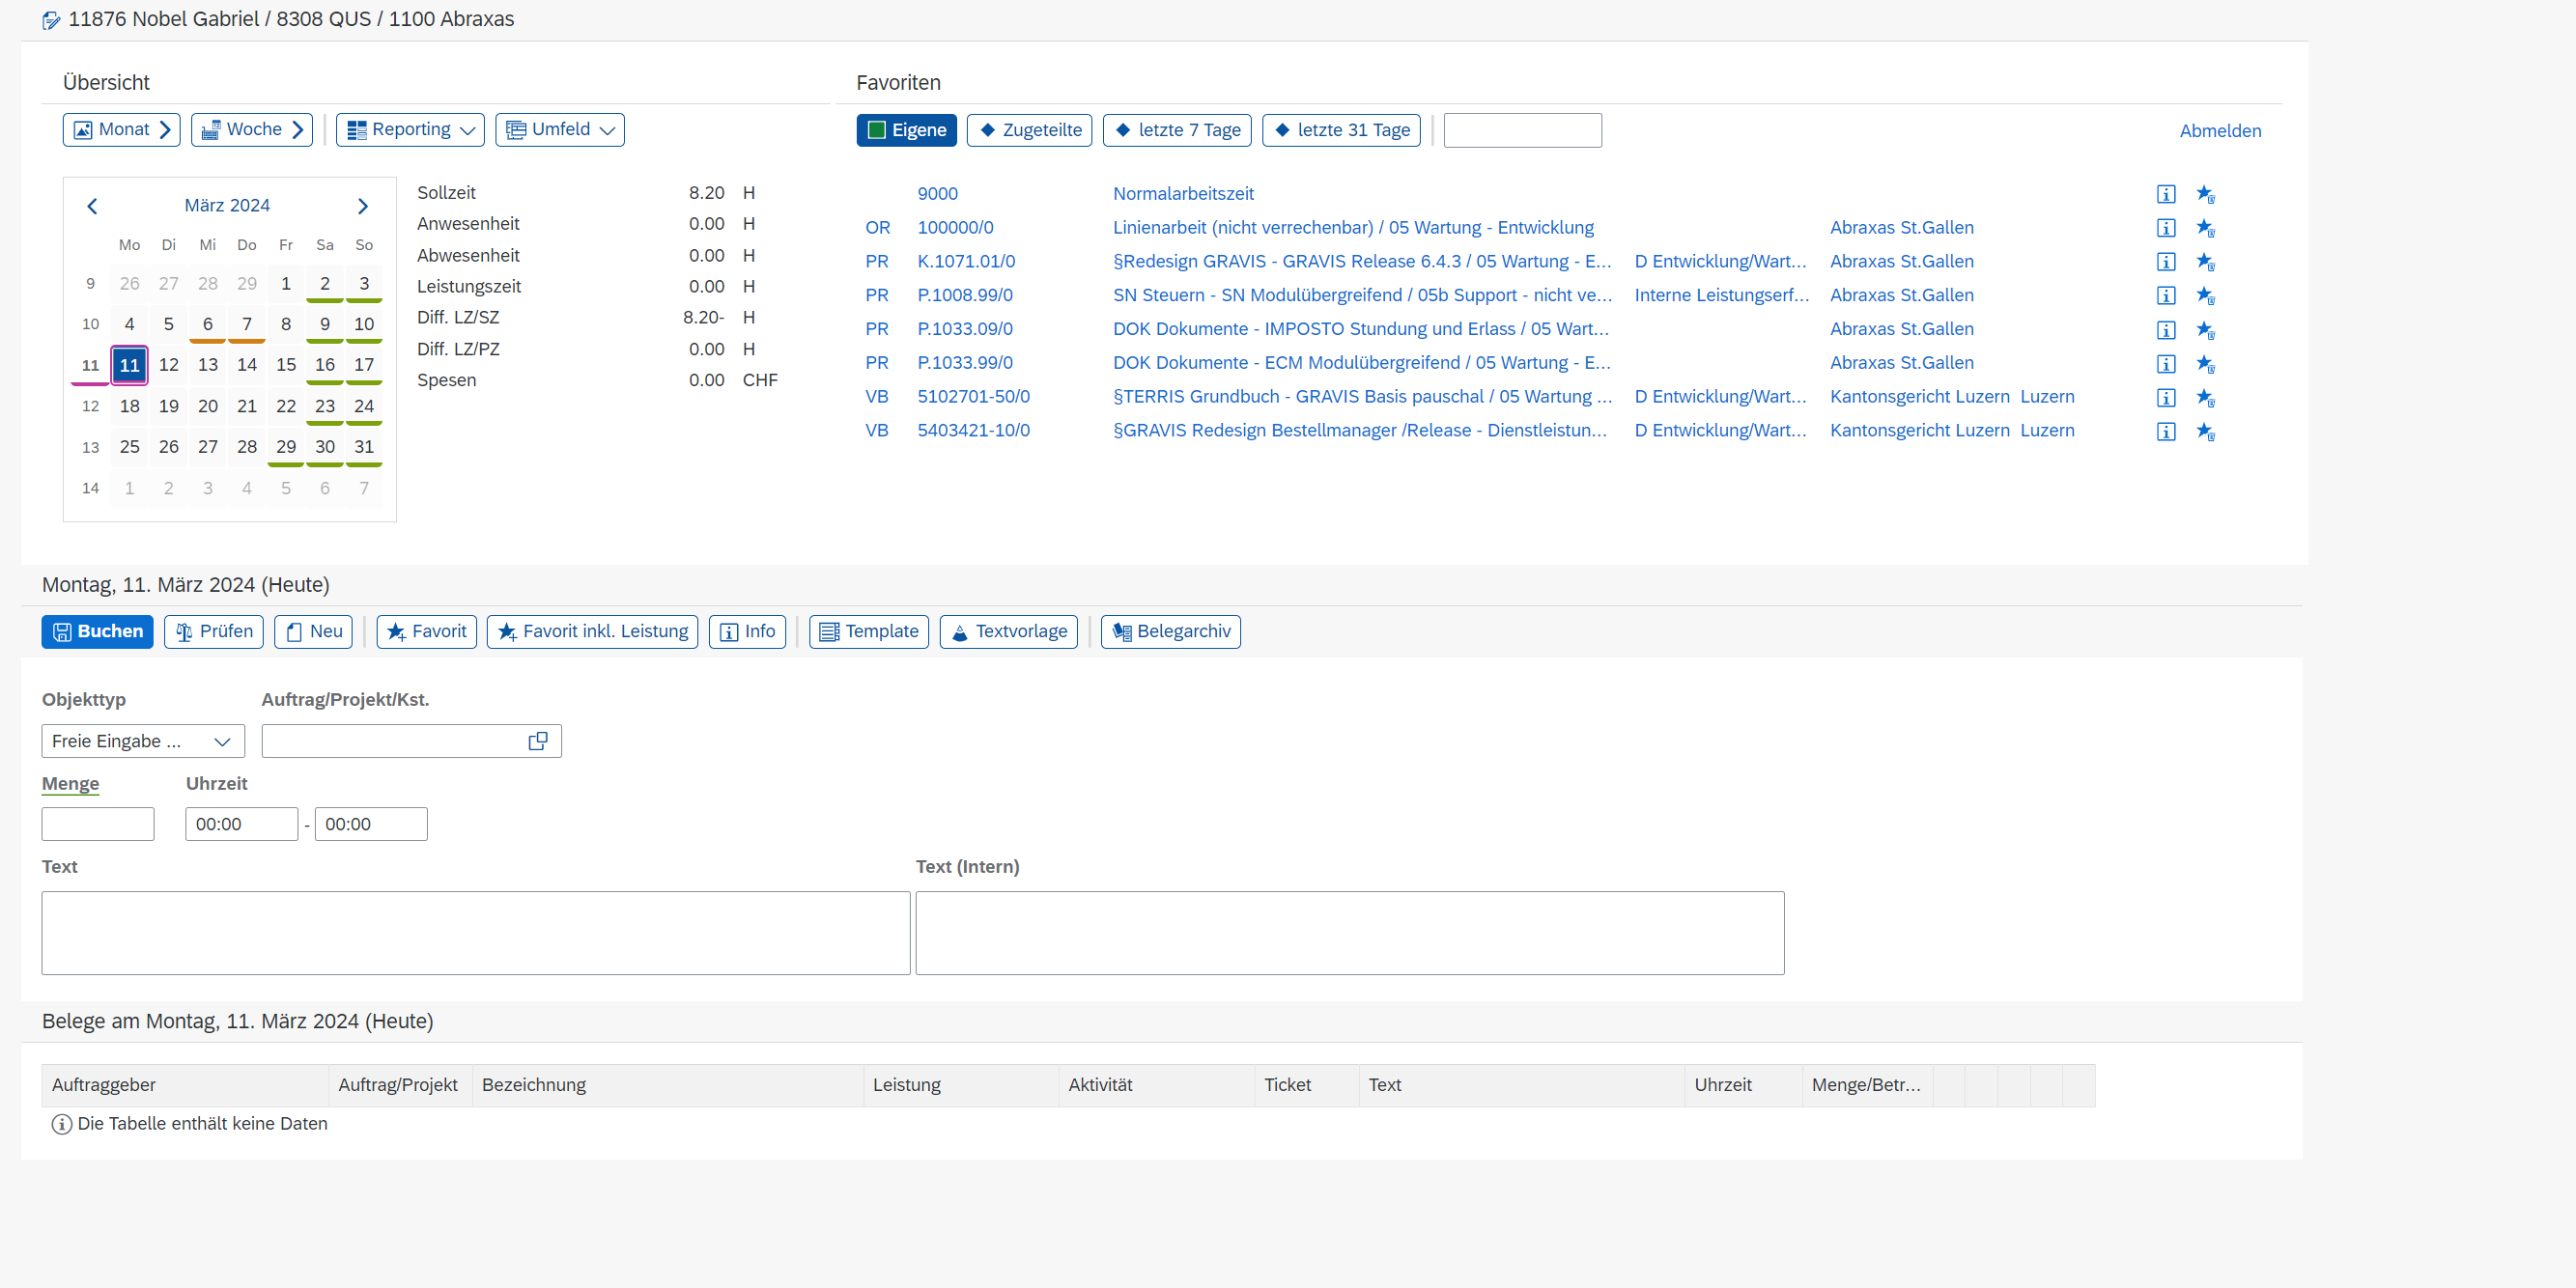 11876 Nobel Gabriel / 8308 QUS / 1100 Abraxas
Übersicht
Monat Woche Reporting Umfeld
März 2024
Mo Di Mi Do Fr Sa So
9 26 27 28 29 1 2 3
10 4 5 6 7 8 9 10
11 11 12 13 14 15 16 17
12 18 19 20 21 22 23 24
13 25 26 27 28 29 30 31
14 1 2 3 4 5 6 7
Sollzeit 8.20 H
Anwesenheit 0.00 H
Abwesenheit 0.00 H
Leistungszeit 0.00 H
Diff. LZ/SZ 8.20- H
Diff. LZ/PZ 0.00 H
Spesen 0.00 CHF
Favoriten
Eigene Zugeteilte letzte 7 Tage letzte 31 Tage Abmelden
9000 Normalarbeitszeit
OR 100000/0 Linienarbeit (nicht verrechenbar) / 05 Wartung - Entwicklung Abraxas St.Gallen
PR K.1071.01/0 §Redesign GRAVIS - GRAVIS Release 6.4.3 / 05 Wartung - E... D Entwicklung/Wart... Abraxas St.Gallen
PR P.1008.99/0 SN Steuern - SN Modulübergreifend / 05b Support - nicht ve... Interne Leistungserf... Abraxas St.Gallen
PR P.1033.09/0 DOK Dokumente - IMPOSTO Stundung und Erlass / 05 Wart... Abraxas St.Gallen
PR P.1033.99/0 DOK Dokumente - ECM Modulübergreifend / 05 Wartung - E... Abraxas St.Gallen
VB 5102701-50/0 §TERRIS Grundbuch - GRAVIS Basis pauschal / 05 Wartung ... D Entwicklung/Wart... Kantonsgericht Luzern Luzern
VB 5403421-10/0 §GRAVIS Redesign Bestellmanager /Release - Dienstleistun... D Entwicklung/Wart... Kantonsgericht Luzern Luzern
Montag, 11. März 2024 (Heute)
Buchen Prüfen Neu Favorit Favorit inkl. Leistung Info Template Textvorlage Belegarchiv
Objekttyp Auftrag/Projekt/Kst.
Freie Eingabe ...
Menge Uhrzeit
00:00 - 00:00
Text Text (Intern)
Belege am Montag, 11. März 2024 (Heute)
Auftraggeber Auftrag/Projekt Bezeichnung Leistung Aktivität Ticket Text Uhrzeit Menge/Betr...
Die Tabelle enthält keine Daten